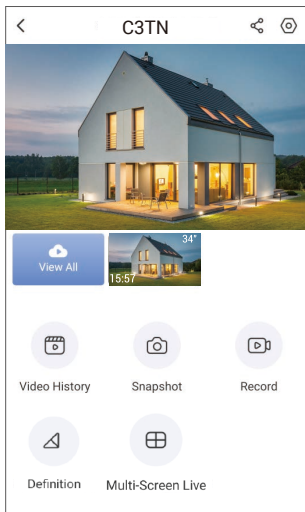 C3TN
View All
34"
15:57
Video History
Snapshot
Record
Definition
Multi-Screen Live